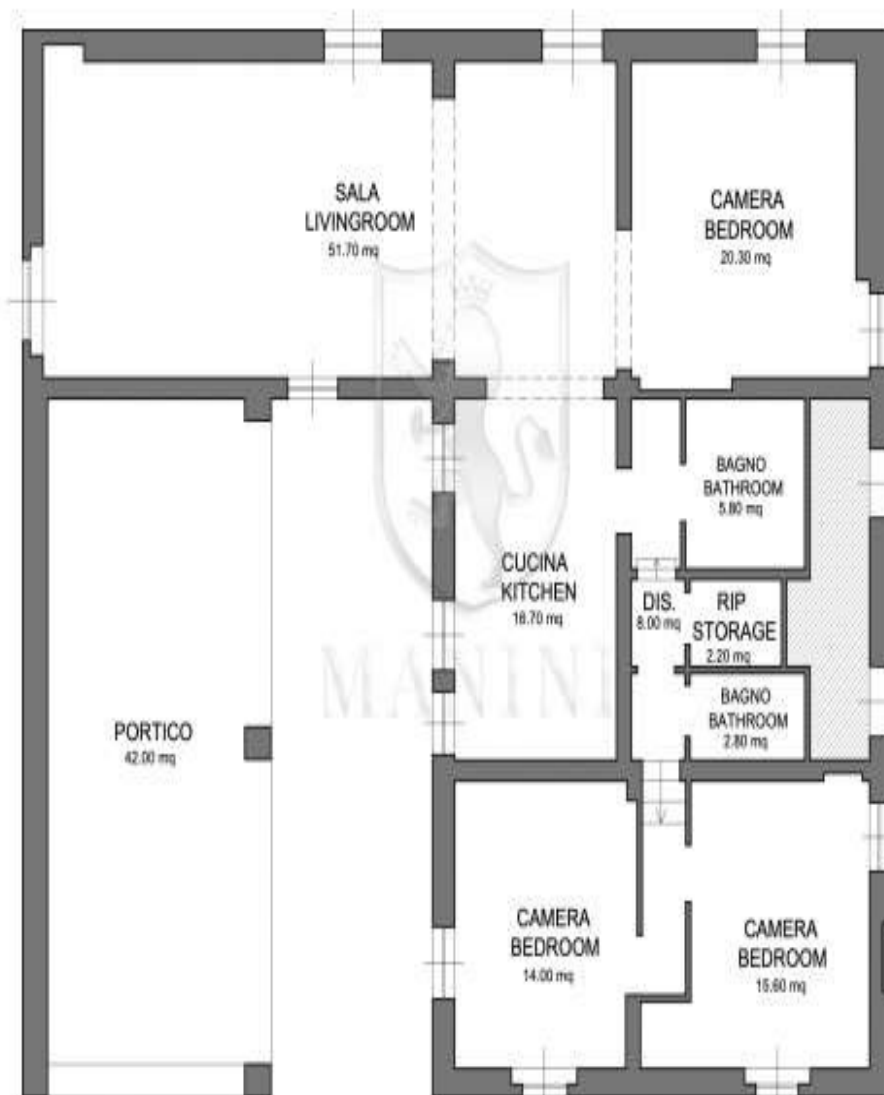 SALA
LIVINGROOM
51.70 mq
CAMERA
BEDROOM
20.30 mq
BAGNO
BATHROOM
5.80 mq
CUCINA
KITCHEN
16.70 mq
DIS.
8.00 mq
RIP
STORAGE
2.20 mq
MANINI
BAGNO
BATHROOM
2.80 mq
PORTICO
42.00 mq
CAMERA
BEDROOM
14.00 mq
CAMERA
BEDROOM
15.60 mq